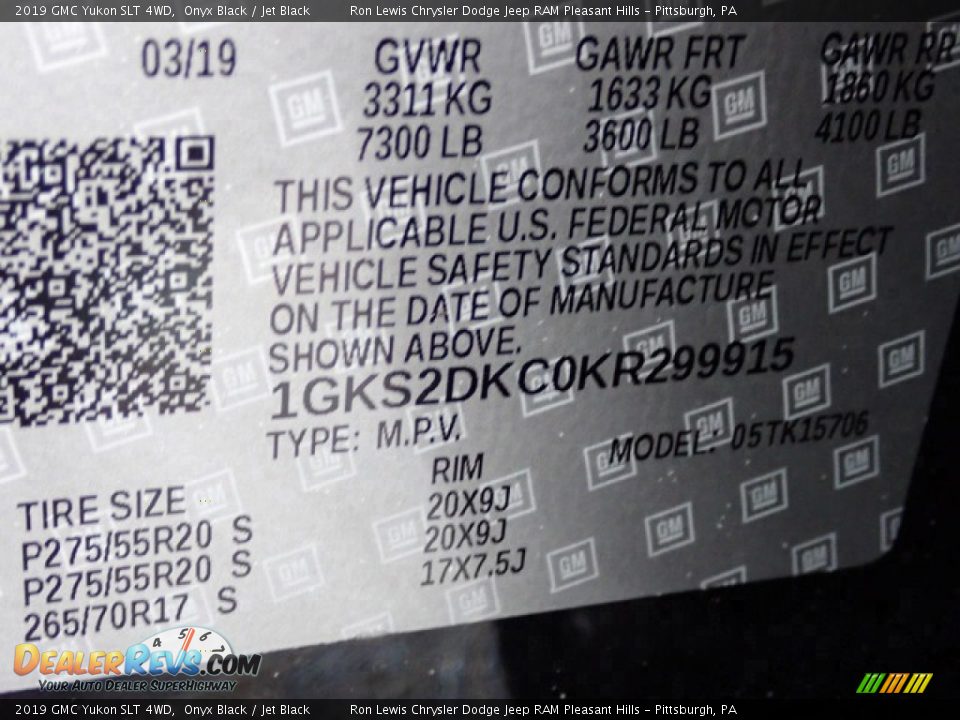 2019 GMC Yukon SLT 4WD, Onyx Black / Jet Black Ron Lewis Chrysler Dodge Jeep RAM Pleasant Hills - Pittsburgh, PA
03/19 GVWR GAWR FRT GAWR RR
3311 KG 1633 KG 1860 KG
7300 LB 3600 LB 4100 LB
THIS VEHICLE CONFORMS TO ALL
APPLICABLE U.S. FEDERAL MOTOR
VEHICLE SAFETY STANDARDS IN EFFECT
ON THE DATE OF MANUFACTURE
SHOWN ABOVE.
1GKS2DKC0KR299915
TYPE: M.P.V. MODEL: 05TK15706
TIRE SIZE RIM
P275/55R20 S 20X9J
P275/55R20 S 20X9J
265/70R17 S 17X7.5J
4 5 6
DEALERREVS.COM
YOUR AUTO DEALER SUPERHIGHWAY
2019 GMC Yukon SLT 4WD, Onyx Black / Jet Black Ron Lewis Chrysler Dodge Jeep RAM Pleasant Hills - Pittsburgh, PA